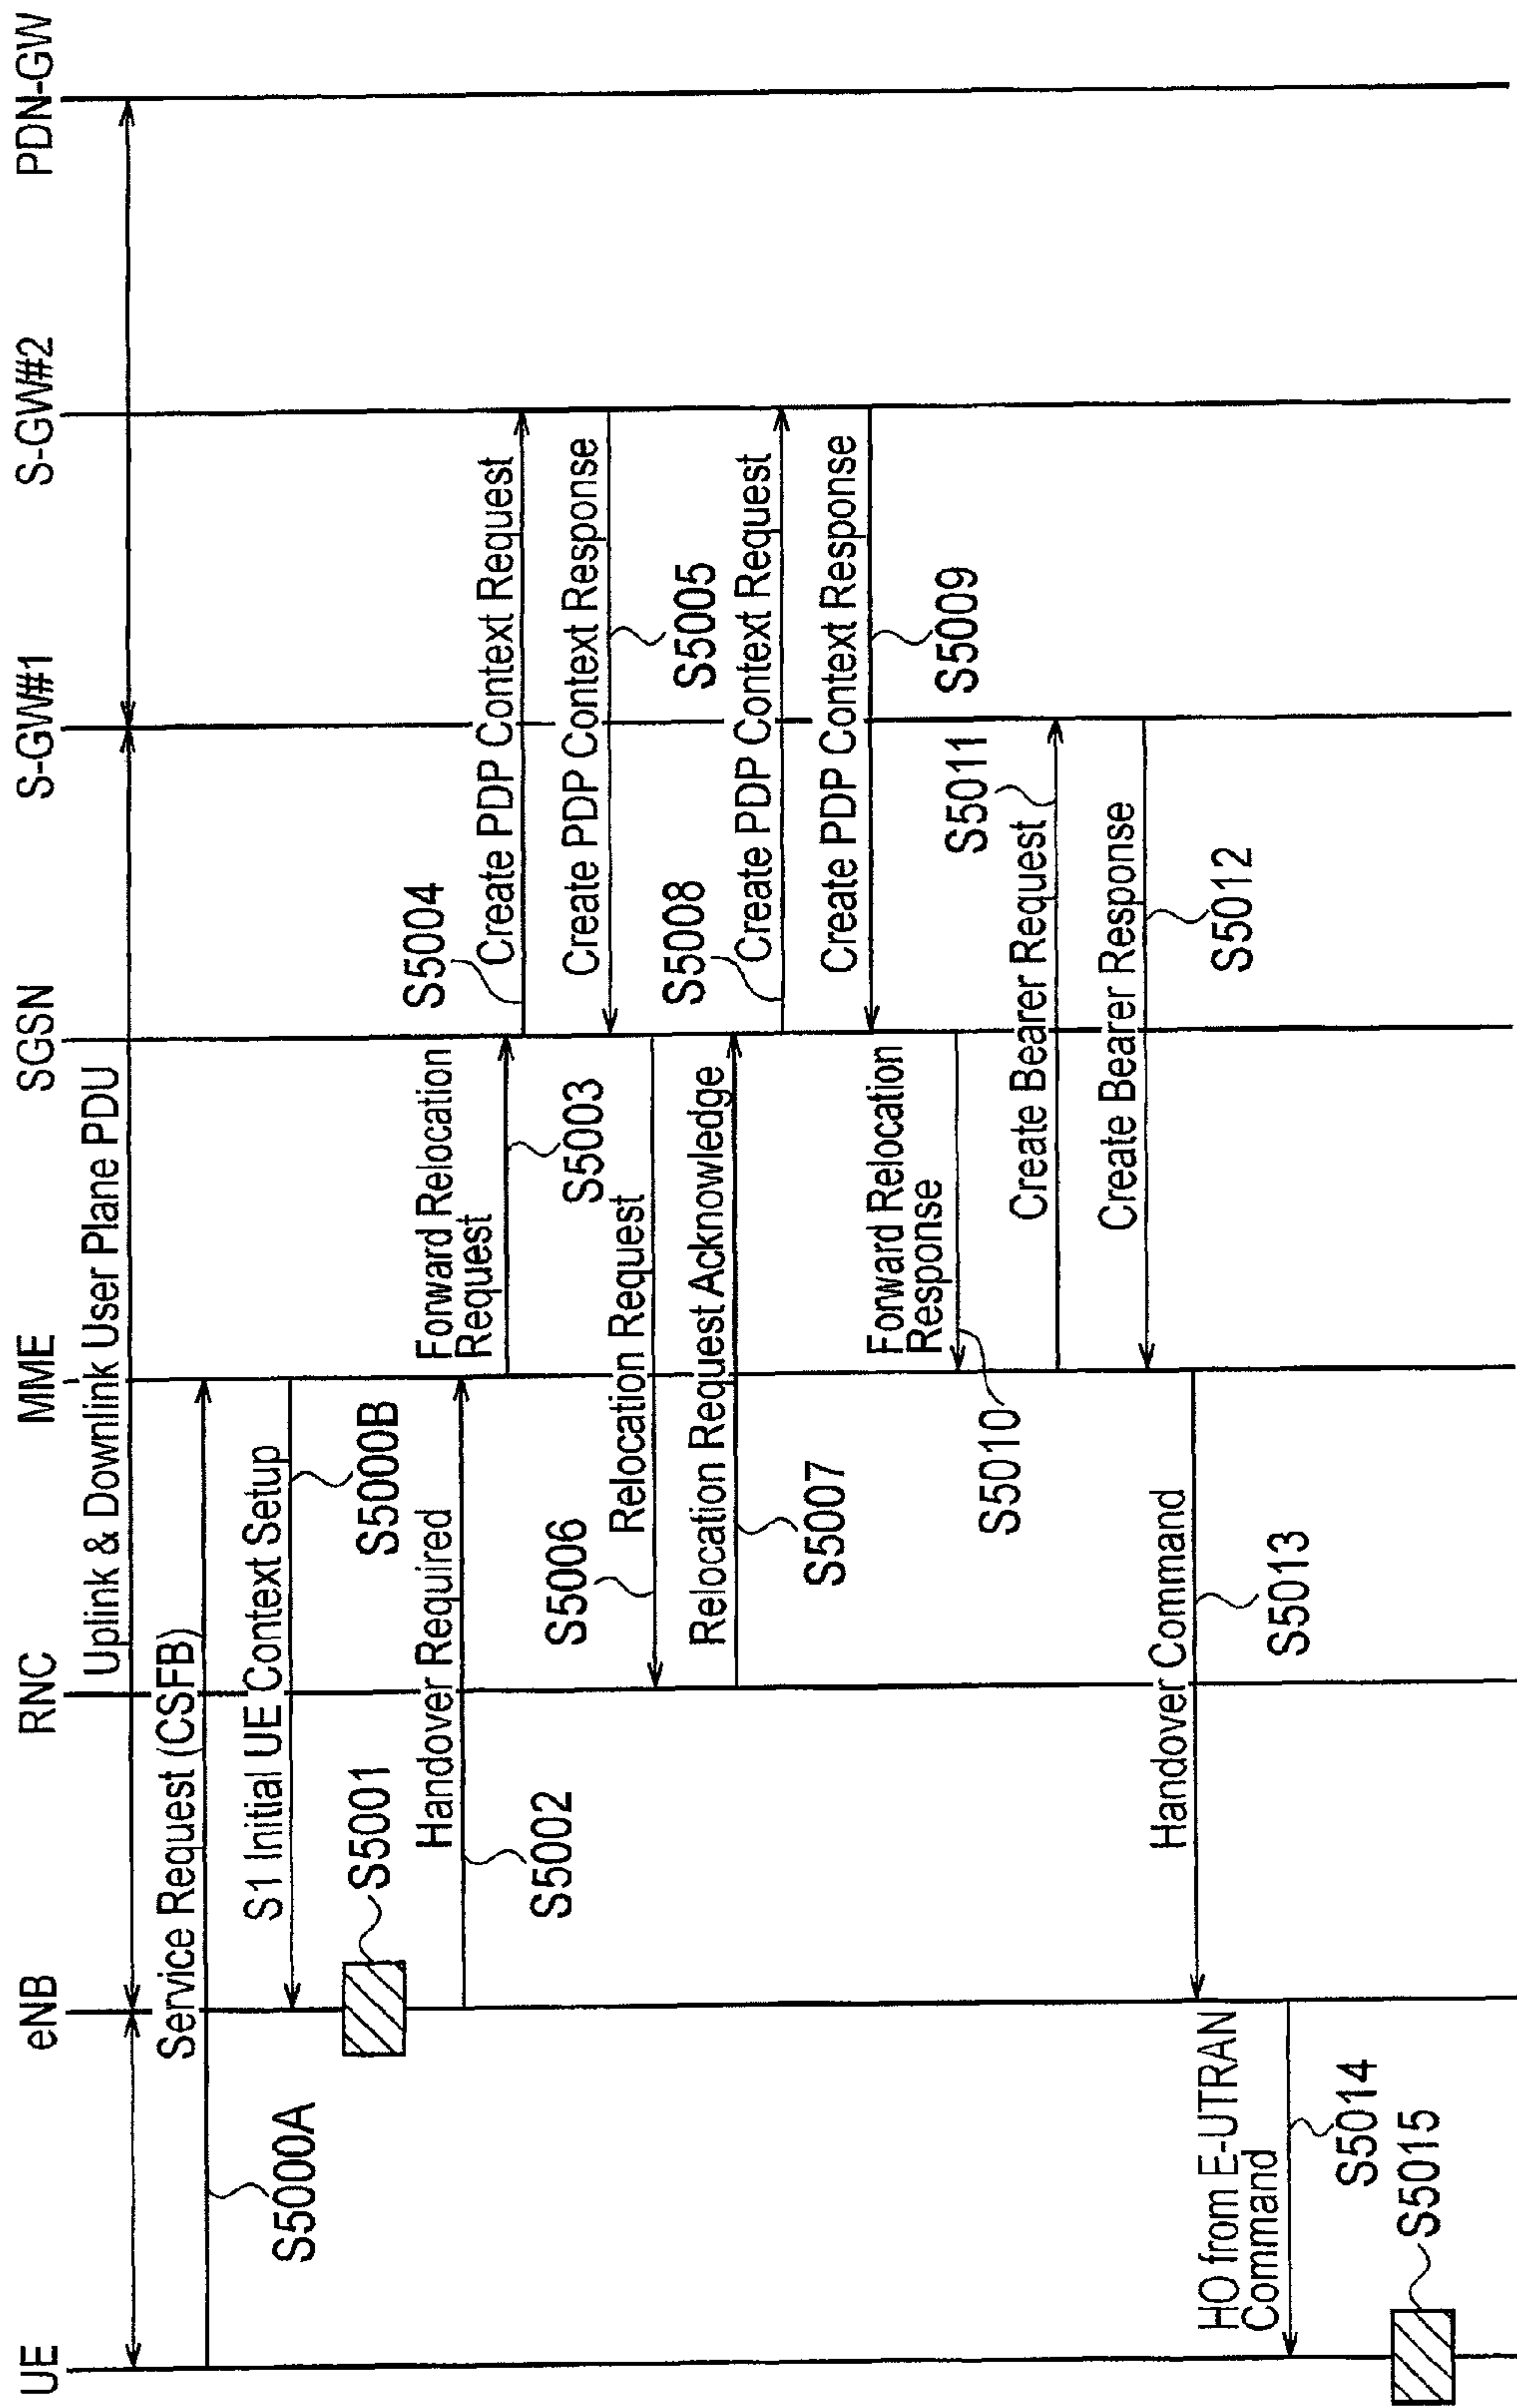 UE
eNB
RNC
MME
SGSN
S-GW#1
S-GW#2
PDN-GW
Uplink & Downlink User Plane PDU
Service Request (CSFB)
S5000A
S1 Initial UE Context Setup
S5000B
S5001
Handover Required
S5002
Forward Relocation
Request
S5003
S5004
Create PDP Context Request
Create PDP Context Response
S5005
Relocation Request
S5006
Relocation Request Acknowledge
S5007
S5008
Create PDP Context Request
Create PDP Context Response
S5009
Forward Relocation
Response
S5010
Create Bearer Request
S5011
Create Bearer Response
S5012
Handover Command
S5013
HO from E-UTRAN
Command
S5014
S5015